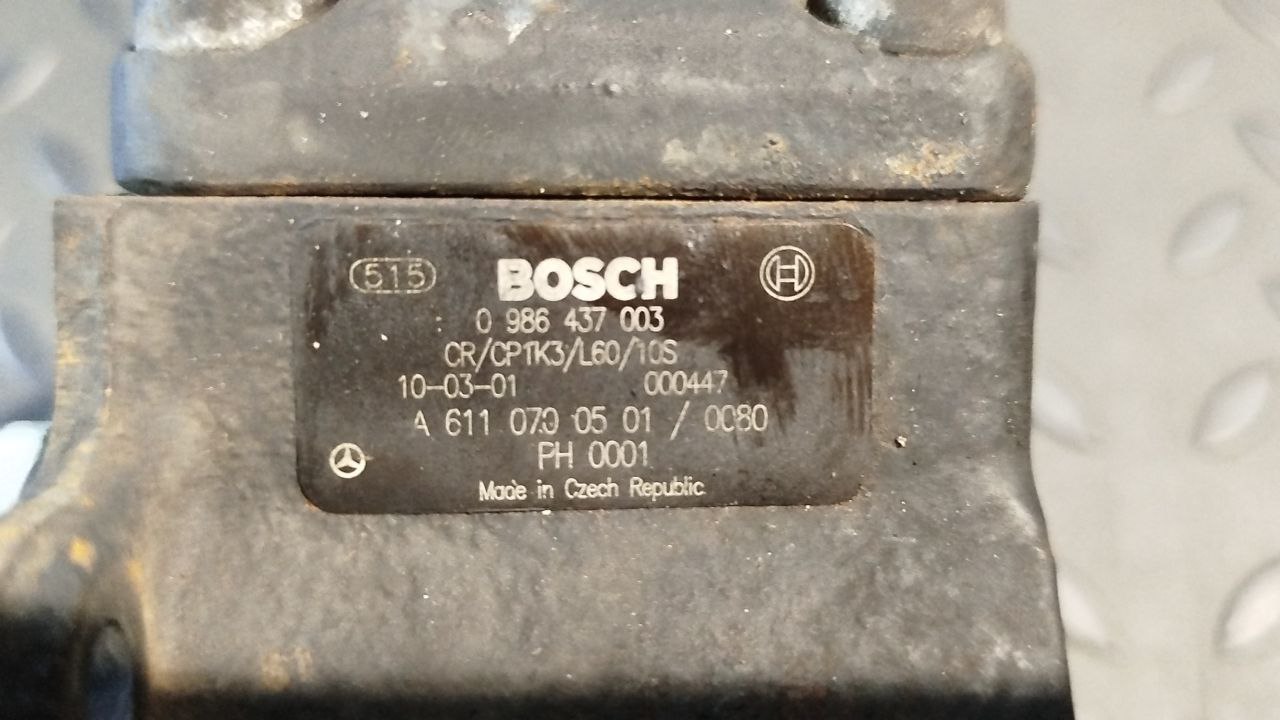 515 BOSCH
0 986 437 003
CR/CP1K3/L60/10S
10-03-01 000447
A 611 070 05 01 / 0080
PH 0001
Made in Czech Republic